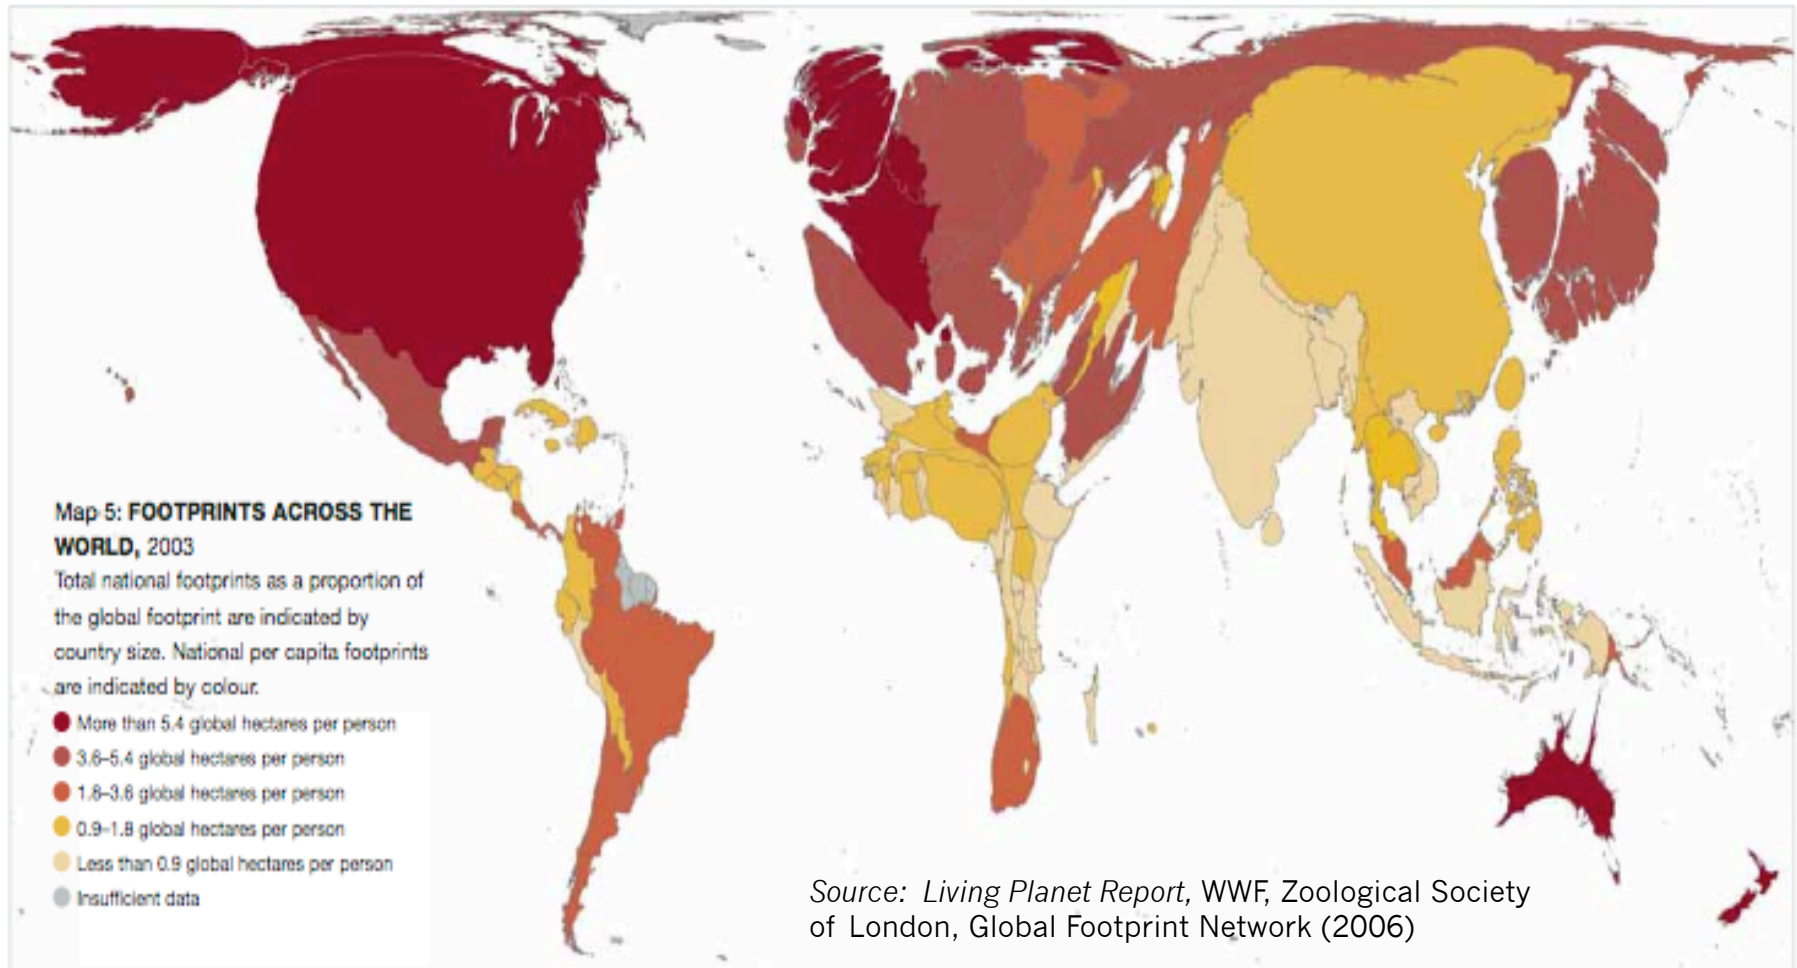 Map 5: FOOTPRINTS ACROSS THE
WORLD, 2003
Total national footprints as a proportion of
the global footprint are indicated by
country size. National per capita footprints
are indicated by colour.
More than 5.4 global hectares per person
3.6–5.4 global hectares per person
1.8–3.6 global hectares per person
0.9–1.8 global hectares per person
Less than 0.9 global hectares per person
Insufficient data
Source: Living Planet Report, WWF, Zoological Society
of London, Global Footprint Network (2006)